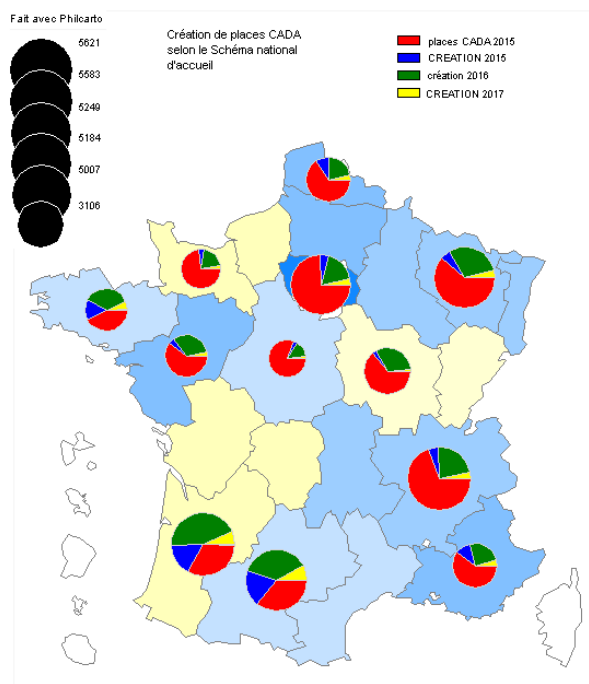 Fait avec Philcarto
5621
5583
5249
5184
5007
3106
Création de places CADA
selon le Schéma national
d'accueil
places CADA 2015
CREATION 2015
création 2016
CREATION 2017